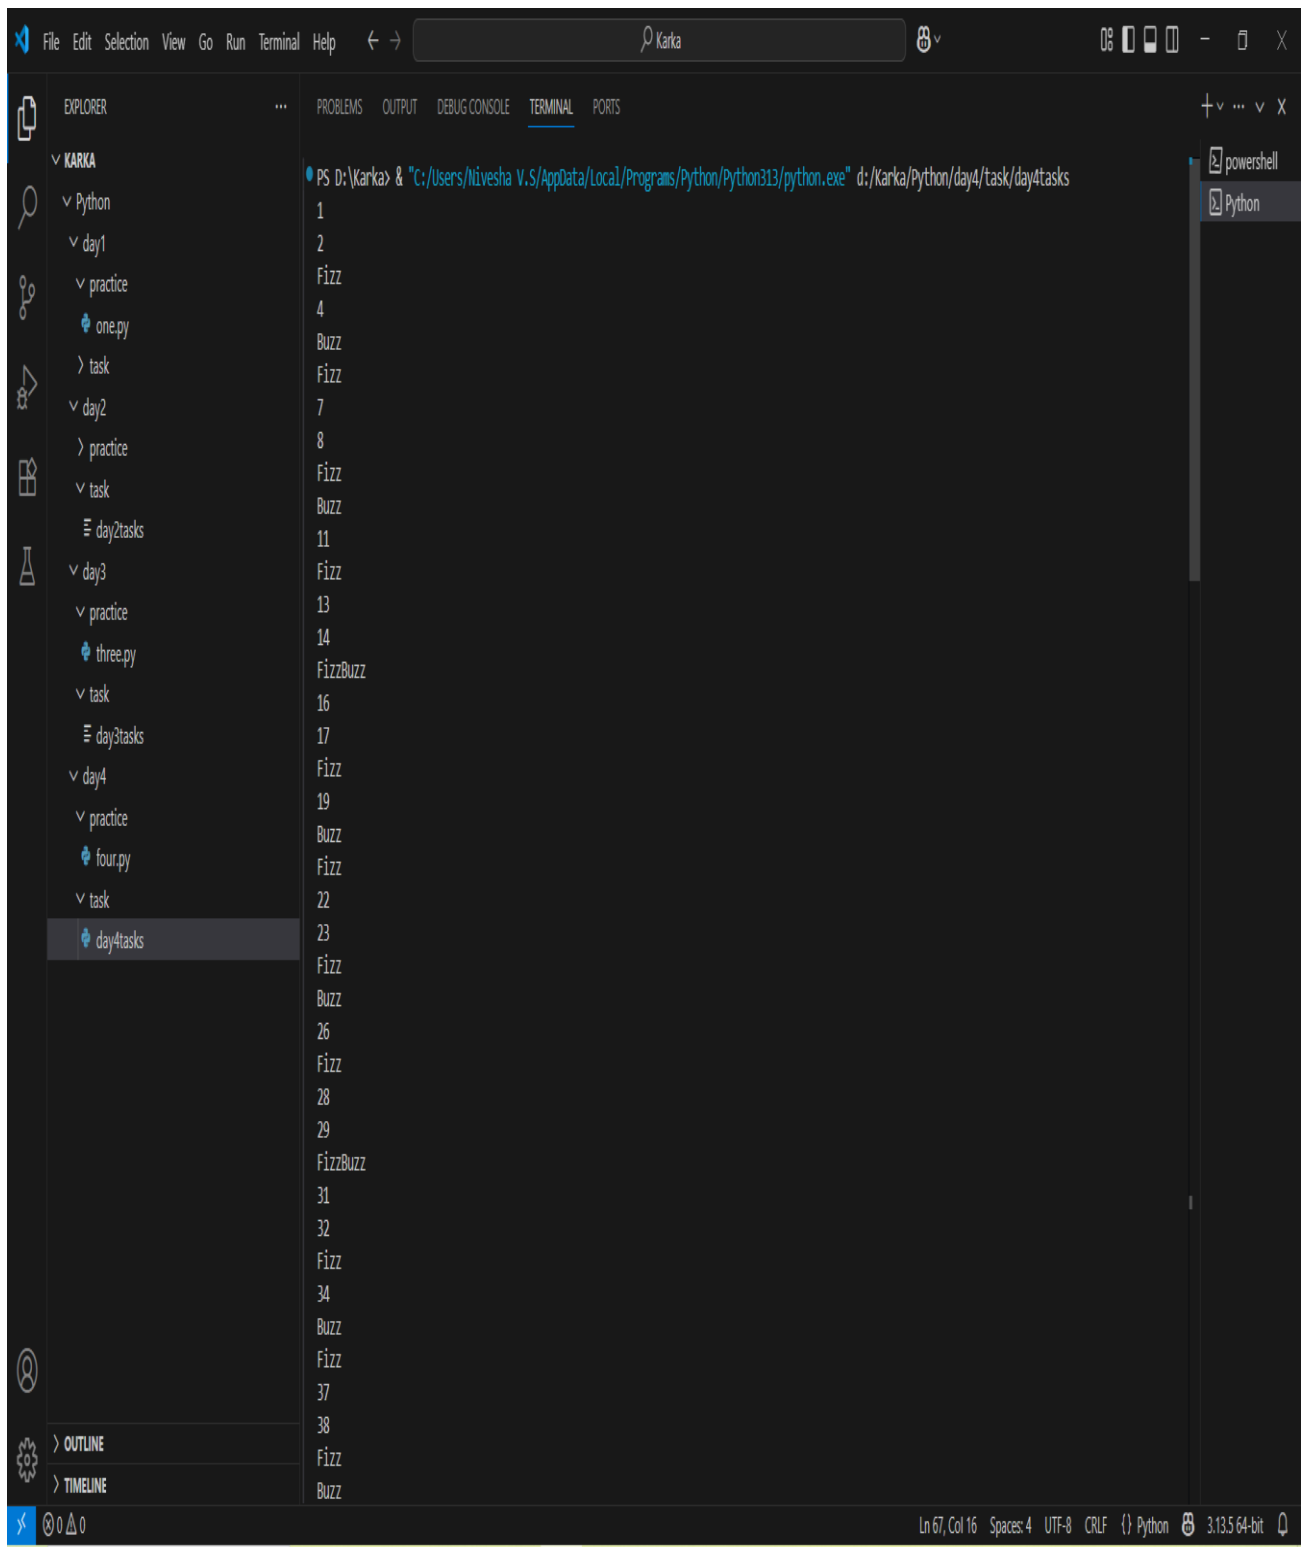 File Edit Selection View Go Run Terminal Help
Karka
EXPLORER
KARKA
Python
day1
practice
one.py
task
day2
practice
task
day2tasks
day3
practice
three.py
task
day3tasks
day4
practice
four.py
task
day4tasks
OUTLINE
TIMELINE
PROBLEMS OUTPUT DEBUG CONSOLE TERMINAL PORTS
PS D:\Karka> & "C:/Users/Nivesha V.S/AppData/Local/Programs/Python/Python313/python.exe" d:/Karka/Python/day4/task/day4tasks
1
2
Fizz
4
Buzz
Fizz
7
8
Fizz
Buzz
11
Fizz
13
14
FizzBuzz
16
17
Fizz
19
Buzz
Fizz
22
23
Fizz
Buzz
26
Fizz
28
29
FizzBuzz
31
32
Fizz
34
Buzz
Fizz
37
38
Fizz
Buzz
powershell
Python
0 0
Ln 67, Col 16 Spaces: 4 UTF-8 CRLF {} Python 3.13.5 64-bit